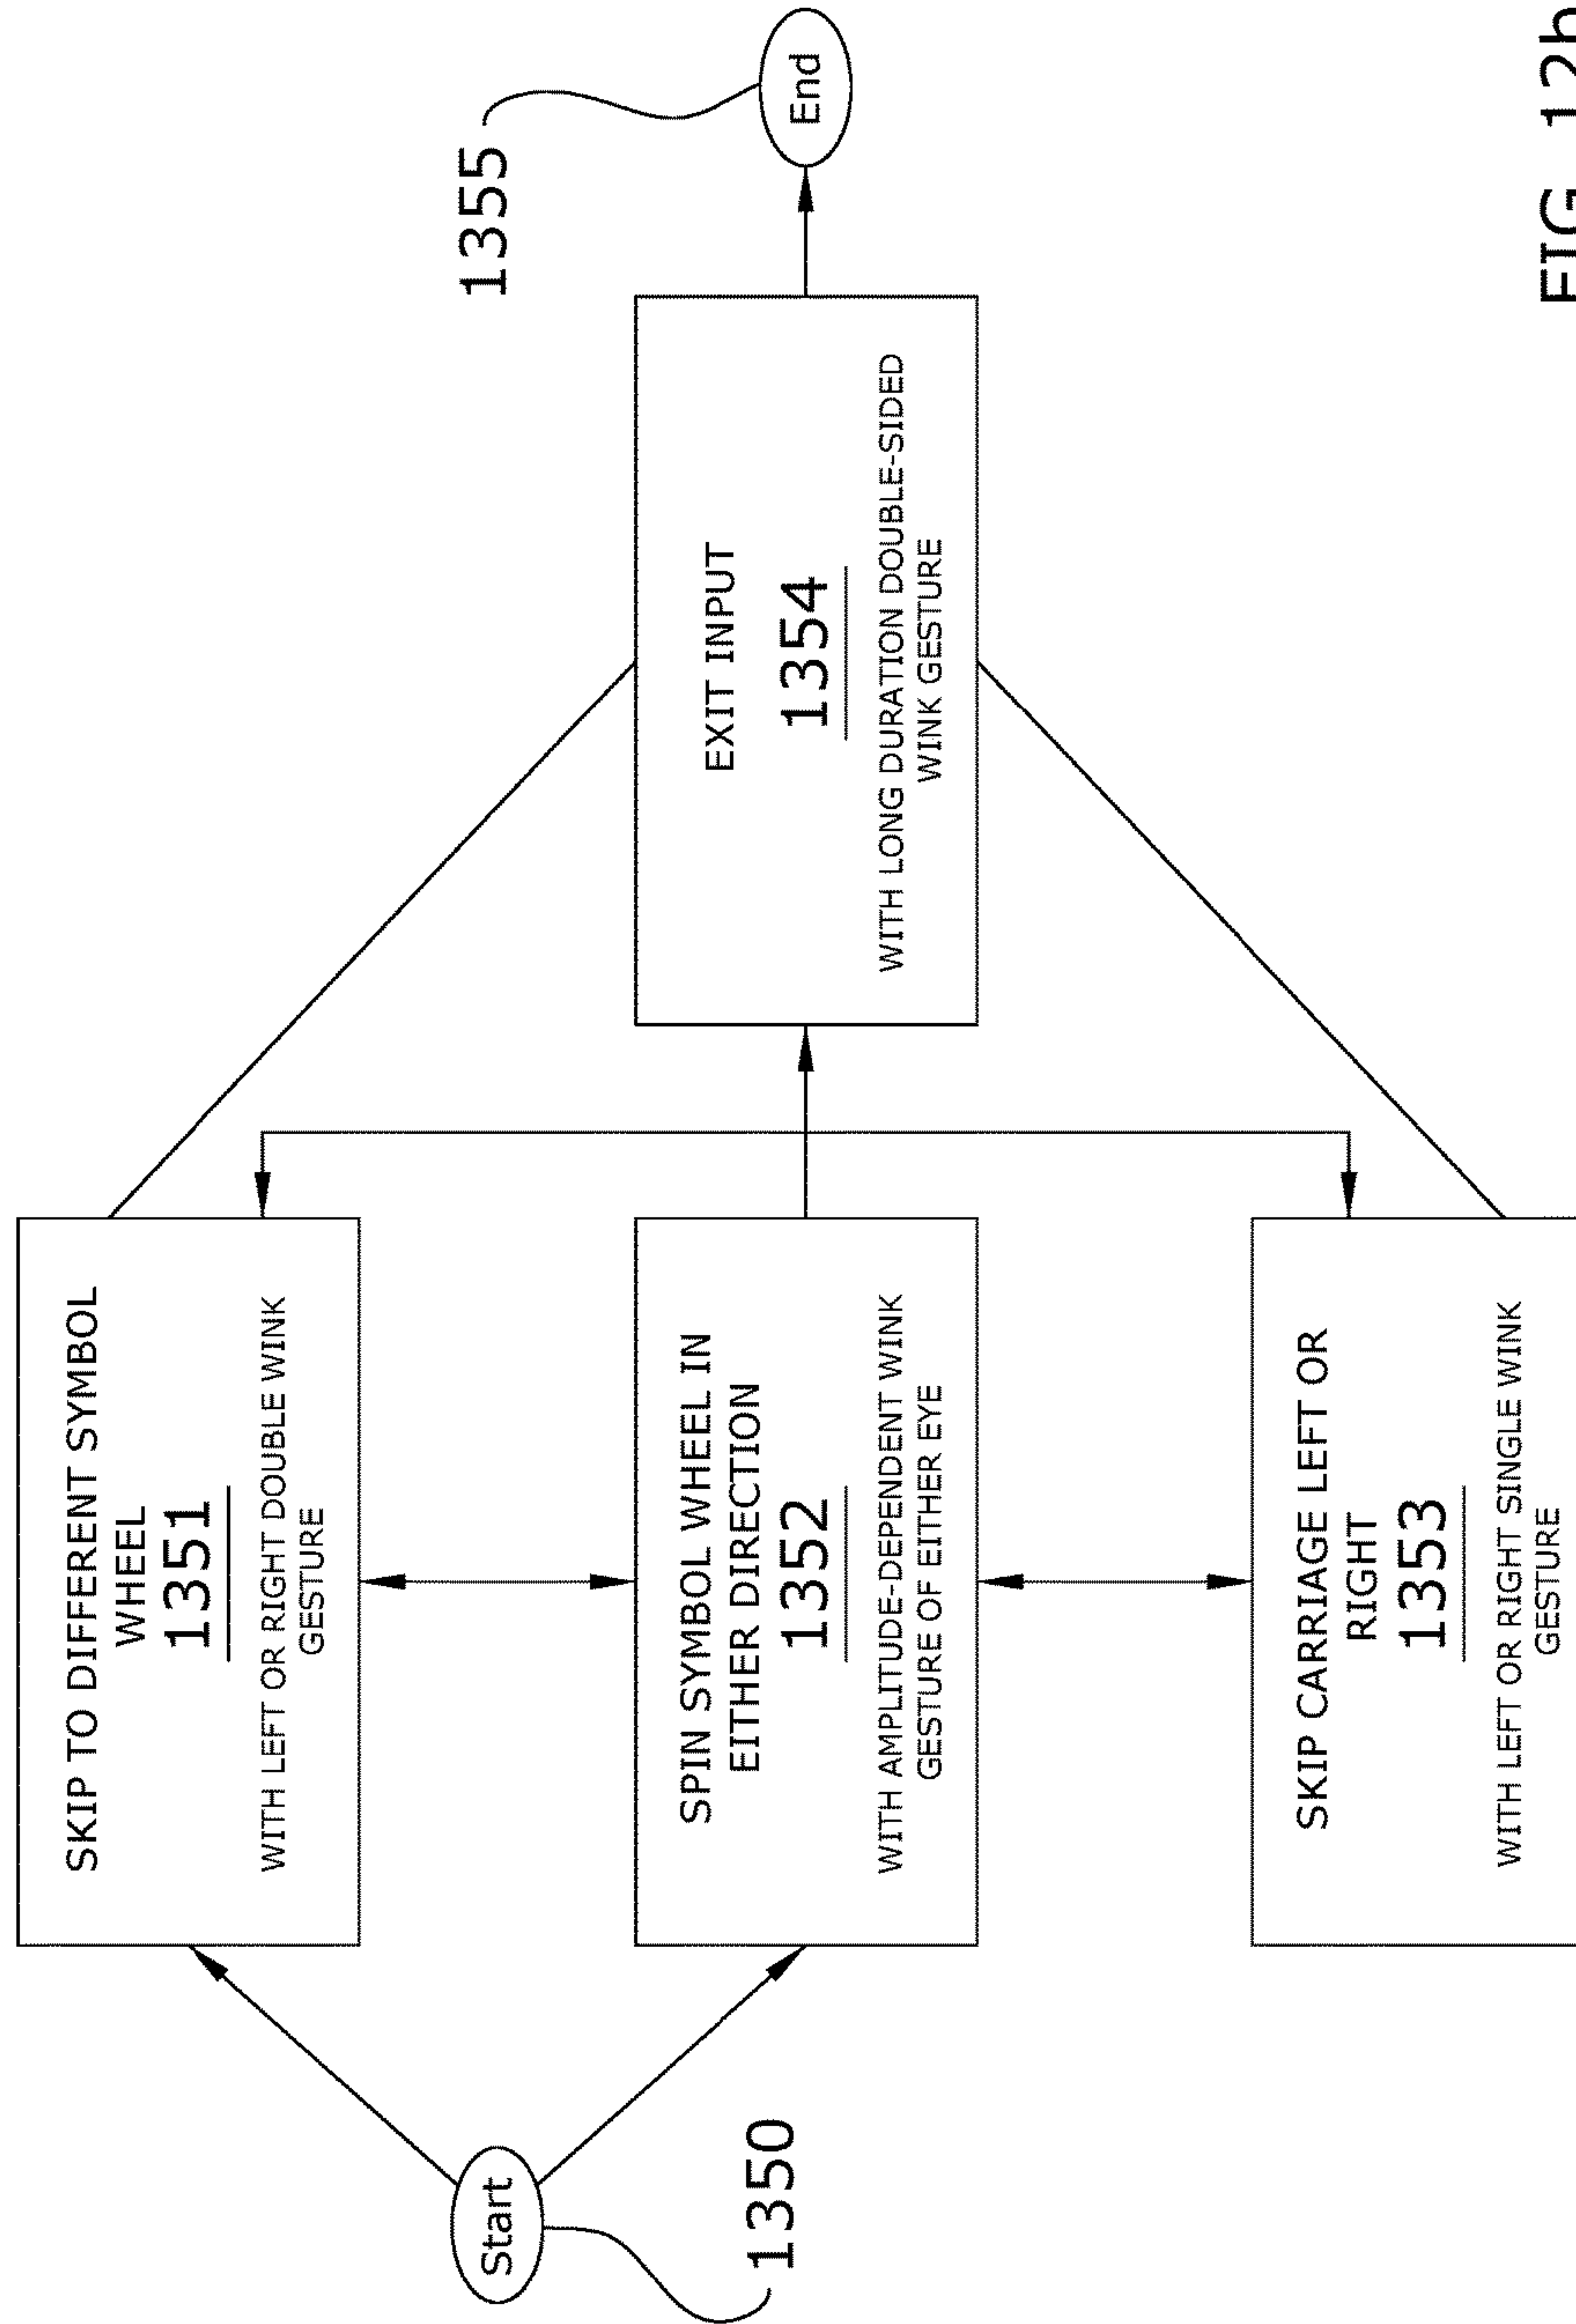 Start
1350
SKIP TO DIFFERENT SYMBOL
WHEEL
1351
WITH LEFT OR RIGHT DOUBLE WINK
GESTURE
SPIN SYMBOL WHEEL IN
EITHER DIRECTION
1352
WITH AMPLITUDE-DEPENDENT WINK
GESTURE OF EITHER EYE
SKIP CARRIAGE LEFT OR
RIGHT
1353
WITH LEFT OR RIGHT SINGLE WINK
GESTURE
EXIT INPUT
1354
WITH LONG DURATION DOUBLE-SIDED
WINK GESTURE
1355
End
FIG. 12b